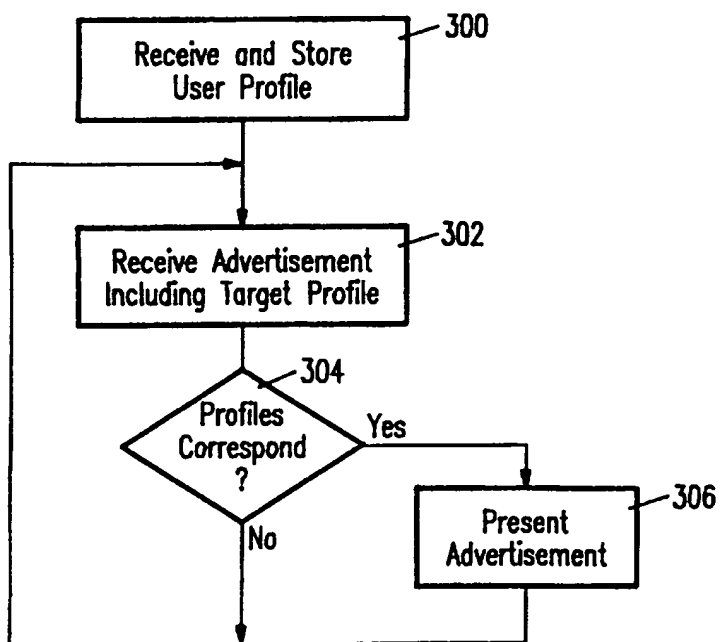 300
Receive and Store
User Profile
302
Receive Advertisement
Including Target Profile
304
Profiles
Correspond
?
Yes
No
306
Present
Advertisement